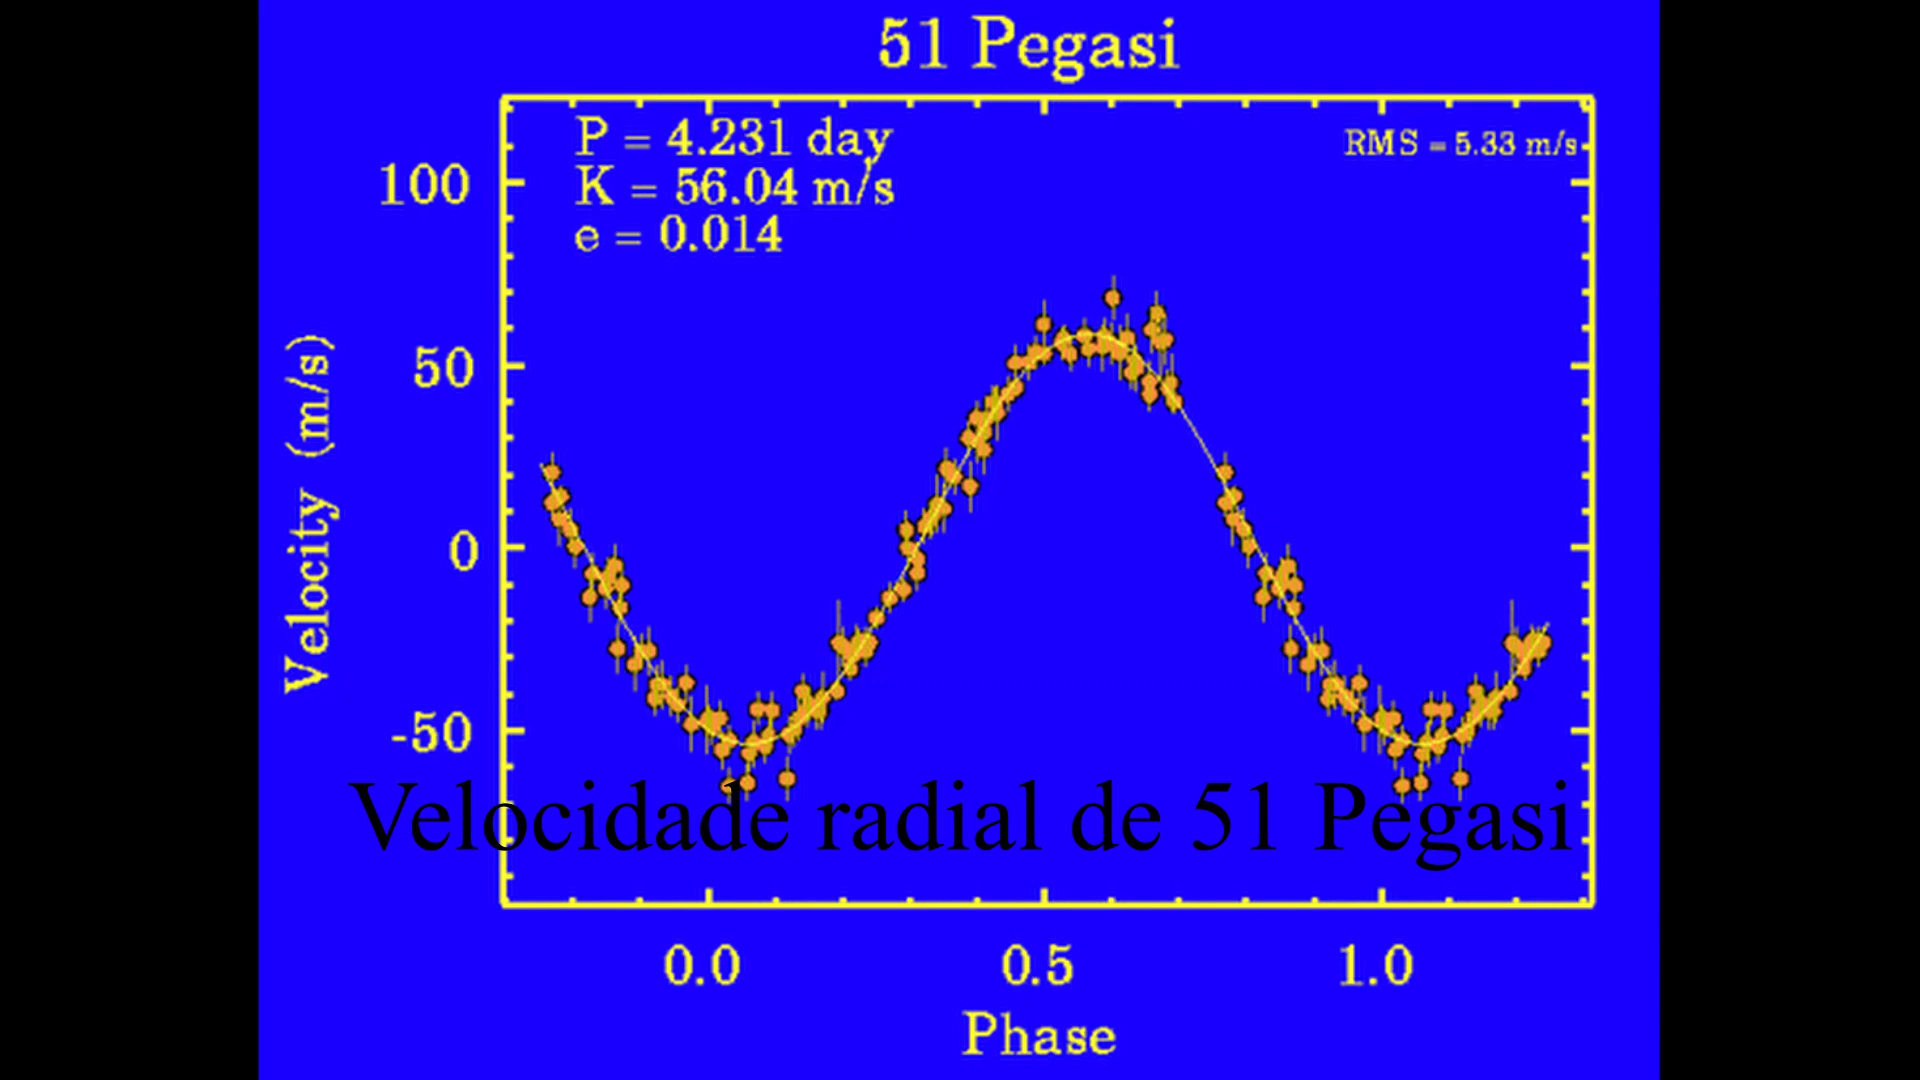 51 Pegasi
P = 4.231 day
K = 56.04 m/s
e = 0.014
RMS = 5.33 m/s
100
50
0
-50
Velocity (m/s)
Velocidade radial de 51 Pegasi
0.0 0.5 1.0
Phase